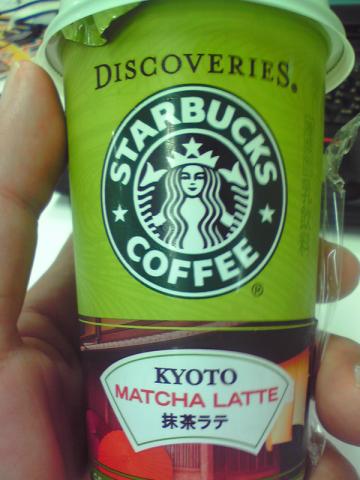 DISCOVERIES®
STARBUCKS
COFFEE
®
KYOTO
MATCHA LATTE
抹茶ラテ